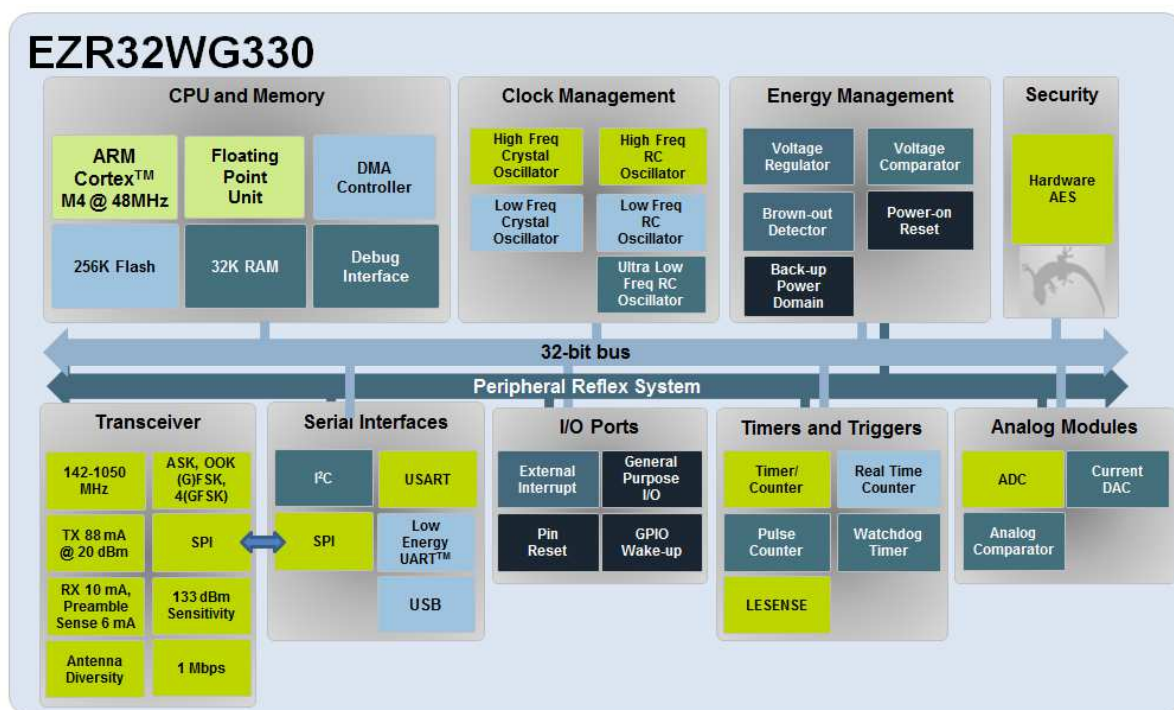 EZR32WG330
CPU and Memory
ARM
Cortex™
M4 @ 48MHz
Floating
Point
Unit
DMA
Controller
256K Flash
32K RAM
Debug
Interface
Clock Management
High Freq
Crystal
Oscillator
High Freq
RC
Oscillator
Low Freq
Crystal
Oscillator
Low Freq
RC
Oscillator
Ultra Low
Freq RC
Oscillator
Energy Management
Voltage
Regulator
Voltage
Comparator
Brown-out
Detector
Power-on
Reset
Back-up
Power
Domain
Security
Hardware
AES
32-bit bus
Peripheral Reflex System
Transceiver
142-1050
MHz
ASK, OOK
(G)FSK,
4(GFSK)
TX 88 mA
@ 20 dBm
SPI
RX 10 mA,
Preamble
Sense 6 mA
133 dBm
Sensitivity
Antenna
Diversity
1 Mbps
Serial Interfaces
I²C
USART
SPI
Low
Energy
UART™
USB
I/O Ports
External
Interrupt
General
Purpose
I/O
Pin
Reset
GPIO
Wake-up
Timers and Triggers
Timer/
Counter
Real Time
Counter
Pulse
Counter
Watchdog
Timer
LESENSE
Analog Modules
ADC
Current
DAC
Analog
Comparator